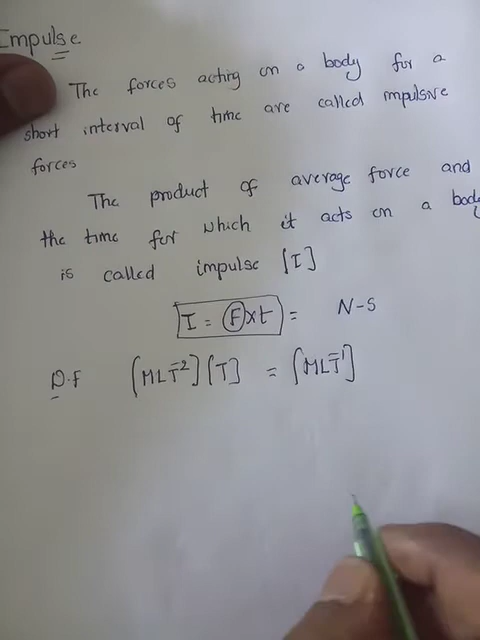 Impulse
The forces acting on a body for a
short interval of time are called impulsive
forces
The product of average force and
the time for which it acts on a body
is called impulse [I]
I = F×t = N-S
D.F [MLT⁻²][T] = [MLT⁻¹]